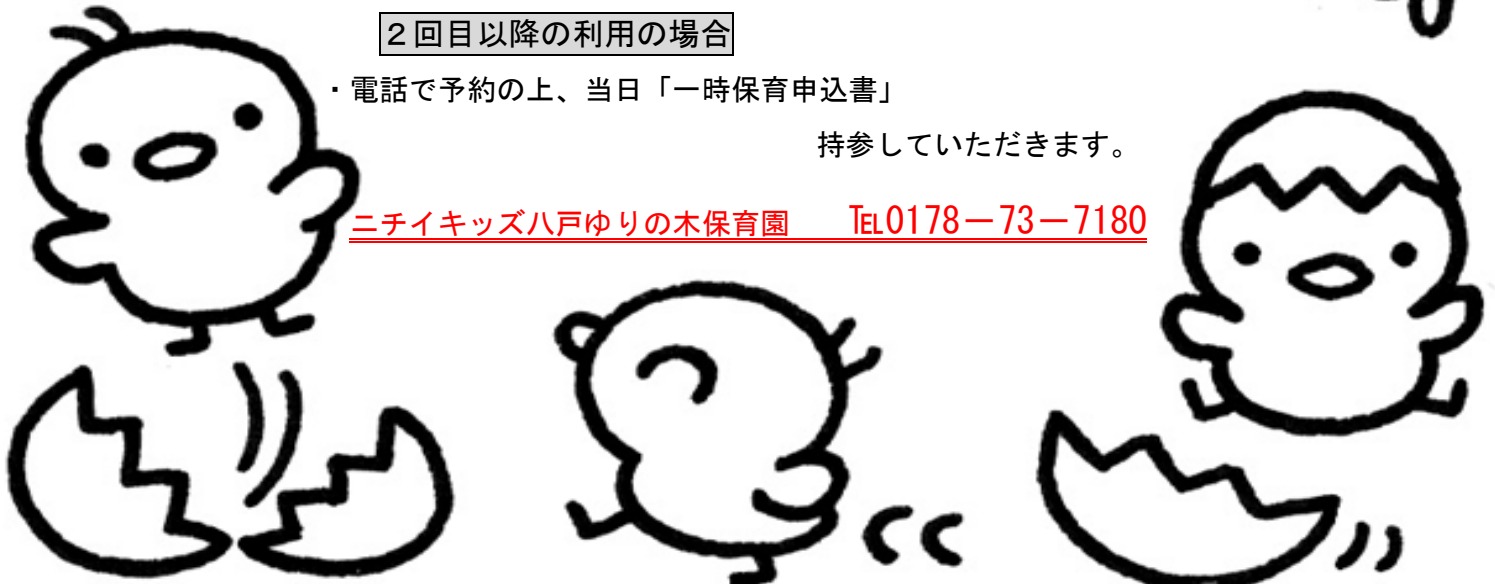 ２回目以降の利用の場合
・電話で予約の上、当日「一時保育申込書」
持参していただきます。
ニチイキッズ八戸ゆりの木保育園　　℡0178－73－7180